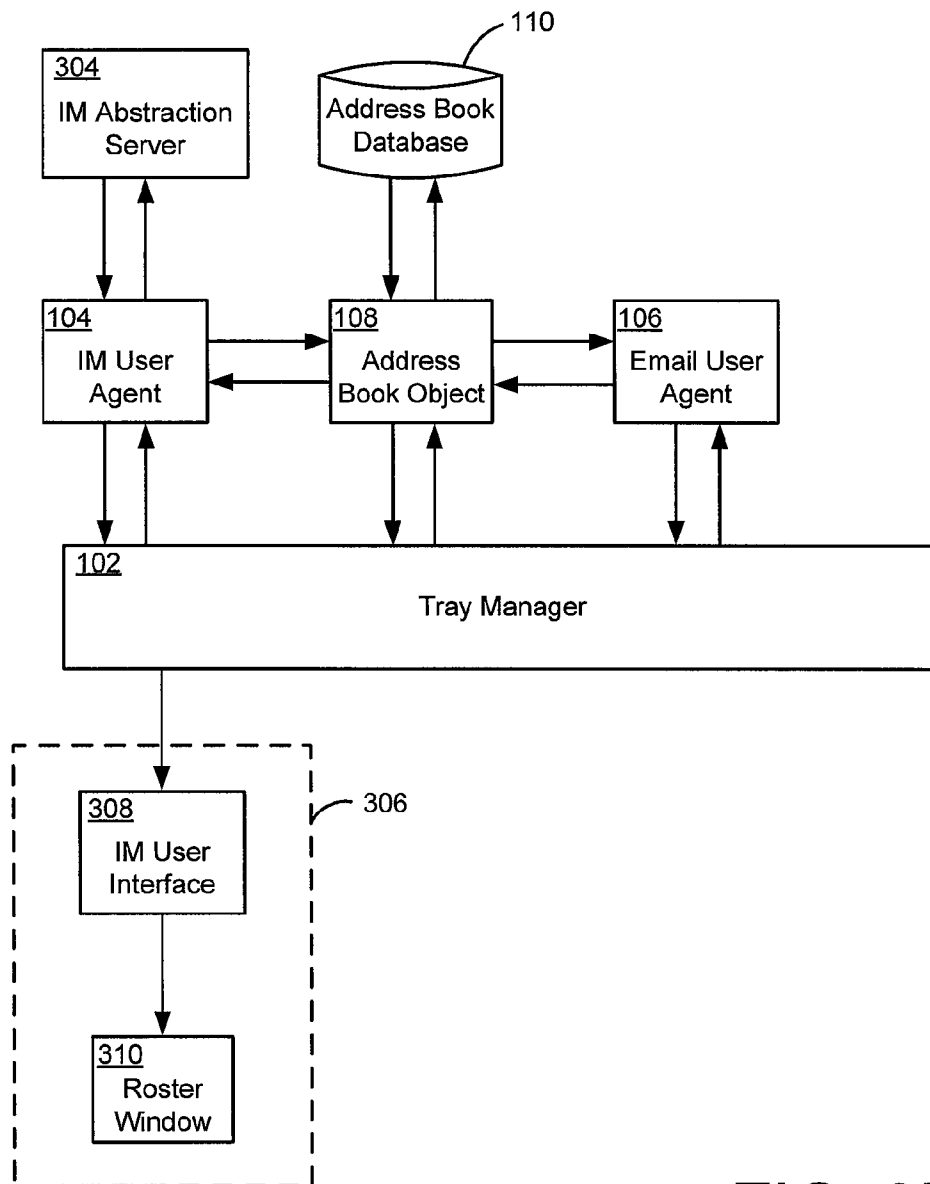 110
304
IM Abstraction
Server
Address Book
Database
104
IM User
Agent
108
Address
Book Object
106
Email User
Agent
102
Tray Manager
306
308
IM User
Interface
310
Roster
Window